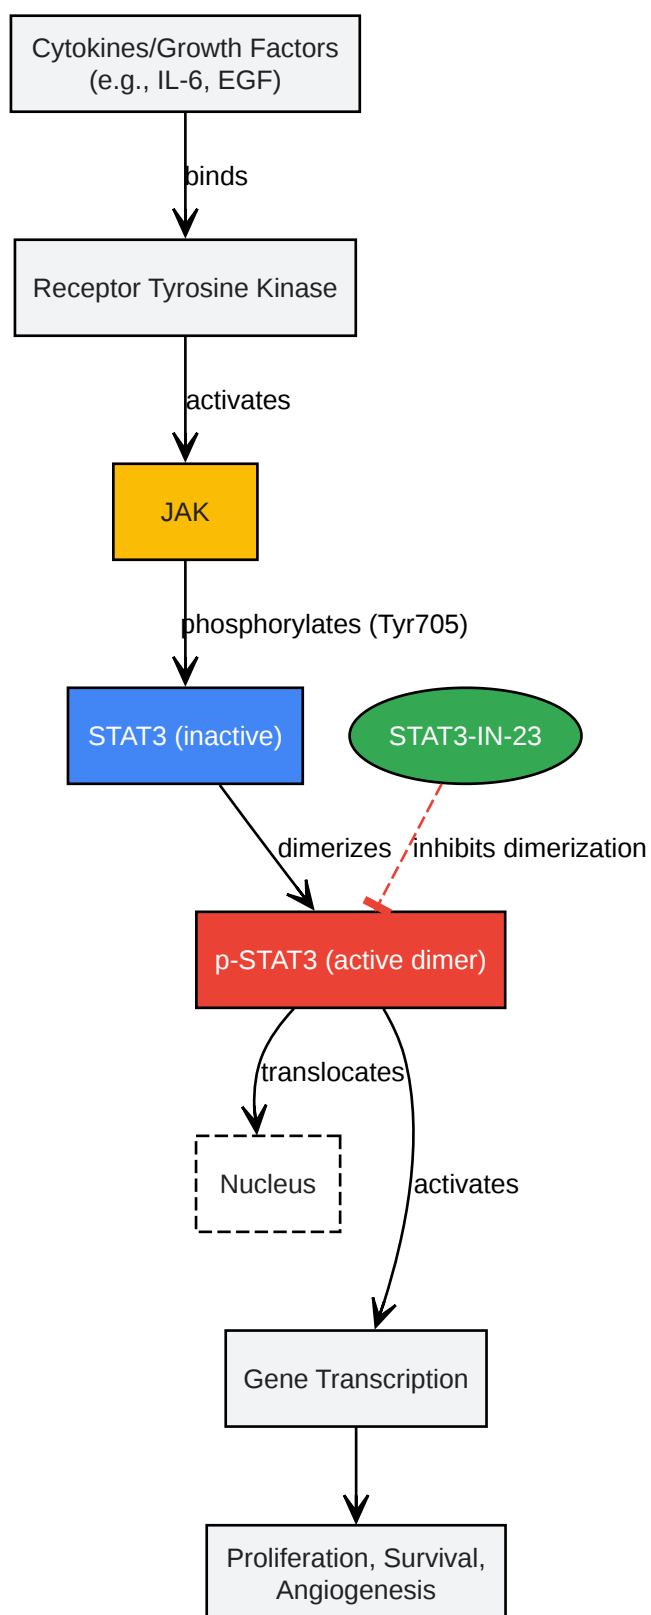 Cytokines/Growth Factors
(e.g., IL-6, EGF)
binds
Receptor Tyrosine Kinase
activates
JAK
phosphorylates (Tyr705)
STAT3 (inactive)
STAT3-IN-23
dimerizes
inhibits dimerization
p-STAT3 (active dimer)
translocates
Nucleus
activates
Gene Transcription
Proliferation, Survival,
Angiogenesis